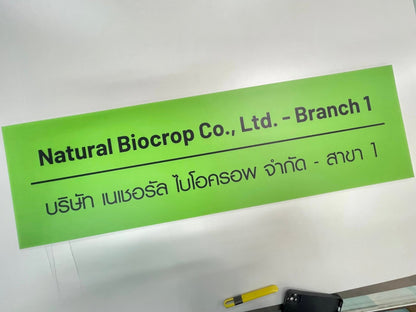 Natural Biocrop Co., Ltd. - Branch 1
บริษัท เนเชอรัล ไบโอครอพ จำกัด - สาขา 1